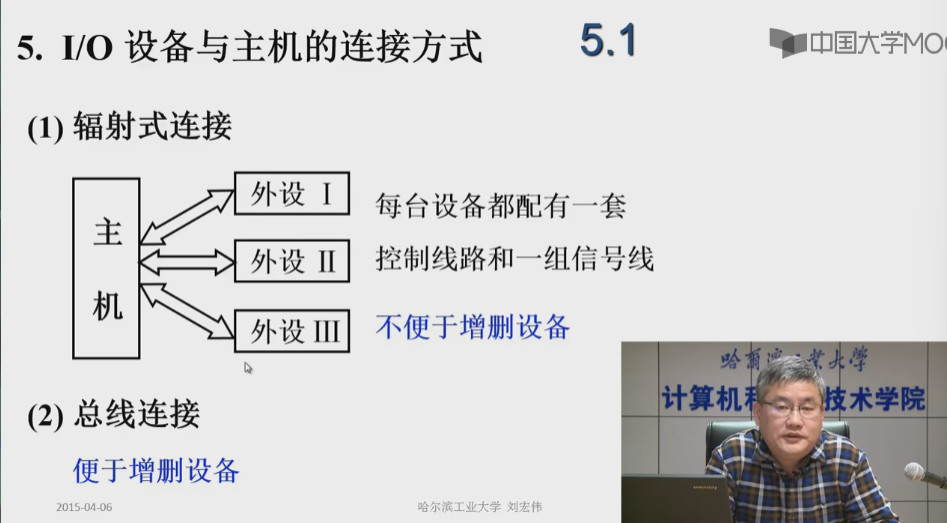 5. I/O 设备与主机的连接方式
5.1
中国大学MOO
(1) 辐射式连接
主机
外设 I
外设 II
外设 III
每台设备都配有一套
控制线路和一组信号线
不便于增删设备
(2) 总线连接
便于增删设备
哈尔滨工业大学
计算机科 技术学院
2015-04-06
哈尔滨工业大学 刘宏伟